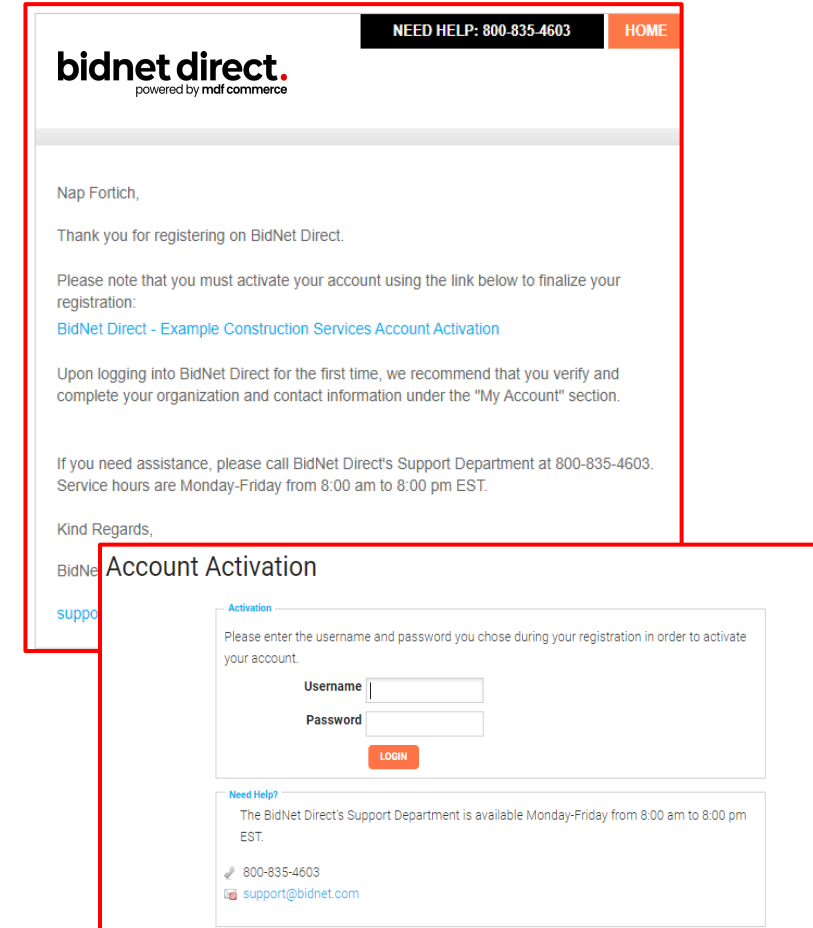 NEED HELP: 800-835-4603
HOME
bidnet direct.
powered by mdf commerce
Nap Fortich,
Thank you for registering on BidNet Direct.
Please note that you must activate your account using the link below to finalize your
registration:
BidNet Direct - Example Construction Services Account Activation
Upon logging into BidNet Direct for the first time, we recommend that you verify and
complete your organization and contact information under the "My Account" section.
If you need assistance, please call BidNet Direct's Support Department at 800-835-4603.
Service hours are Monday-Friday from 8:00 am to 8:00 pm EST.
Kind Regards,
BidNe
suppo
Account Activation
Activation
Please enter the username and password you chose during your registration in order to activate
your account.
Username
Password
LOGIN
Need Help?
The BidNet Direct's Support Department is available Monday-Friday from 8:00 am to 8:00 pm
EST.
800-835-4603
support@bidnet.com